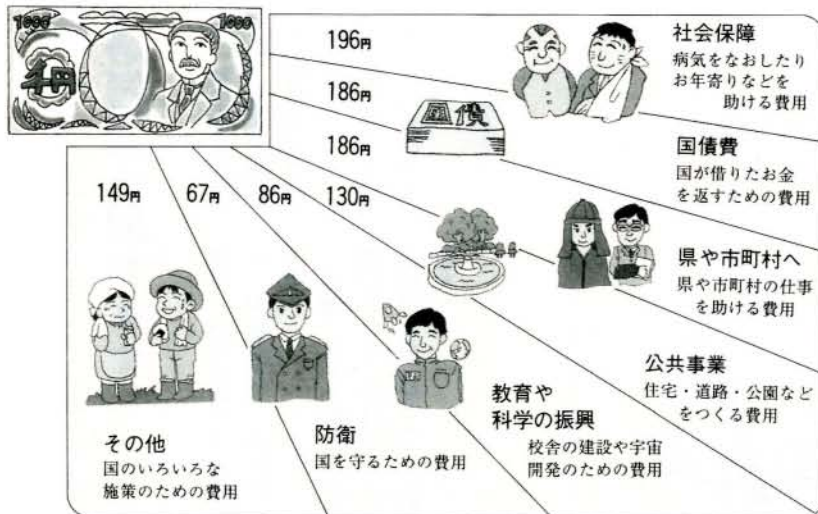 1000
1000
千円
196円
社会保障
病気をなおしたり
お年寄りなどを
助ける費用
186円
国債
国債費
国が借りたお金
を返すための費用
186円
県や市町村へ
県や市町村の仕事
を助ける費用
130円
公共事業
住宅・道路・公園など
をつくる費用
86円
教育や
科学の振興
校舎の建設や宇宙
開発のための費用
67円
防衛
国を守るための費用
149円
その他
国のいろいろな
施策のための費用